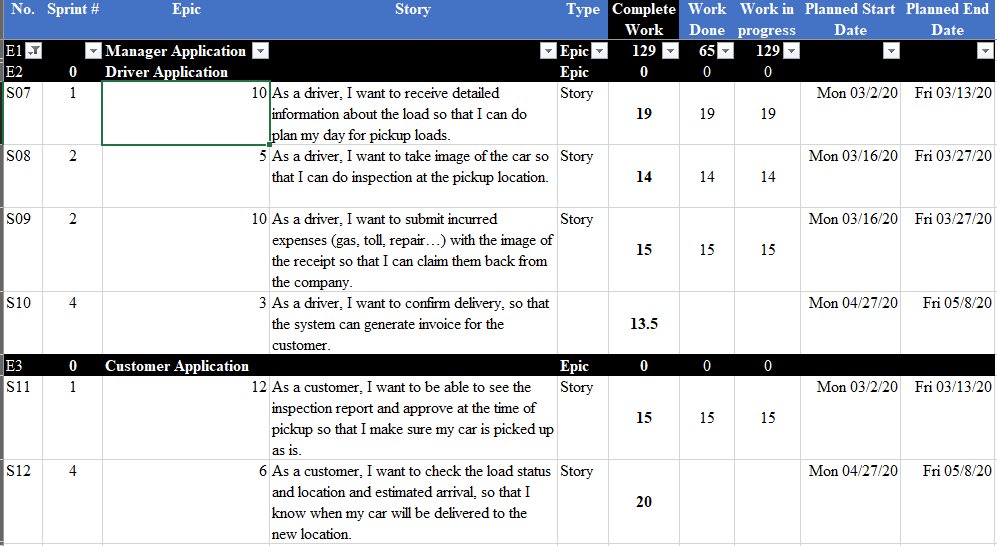 No. Sprint # Epic Story Type Complete Work Work Done Work in progress Planned Start Date Planned End Date
E1 Manager Application Epic 129 65 129
E2 0 Driver Application Epic 0 0 0
S07 1 10 As a driver, I want to receive detailed Story Mon 03/2/20 Fri 03/13/20
information about the load so that I can do 19 19 19
plan my day for pickup loads.
S08 2 5 As a driver, I want to take image of the car so Story Mon 03/16/20 Fri 03/27/20
that I can do inspection at the pickup location. 14 14 14
S09 2 10 As a driver, I want to submit incurred Story Mon 03/16/20 Fri 03/27/20
expenses (gas, toll, repair…) with the image of
the receipt so that I can claim them back from 15 15 15
the company.
S10 4 3 As a driver, I want to confirm delivery, so that Mon 04/27/20 Fri 05/8/20
the system can generate invoice for the 13.5
customer.
E3 0 Customer Application Epic 0 0 0
S11 1 12 As a customer, I want to be able to see the Story Mon 03/2/20 Fri 03/13/20
inspection report and approve at the time of
pickup so that I make sure my car is picked up 15 15 15
as is.
S12 4 6 As a customer, I want to check the load status Story Mon 04/27/20 Fri 05/8/20
and location and estimated arrival, so that I
know when my car will be delivered to the 20
new location.